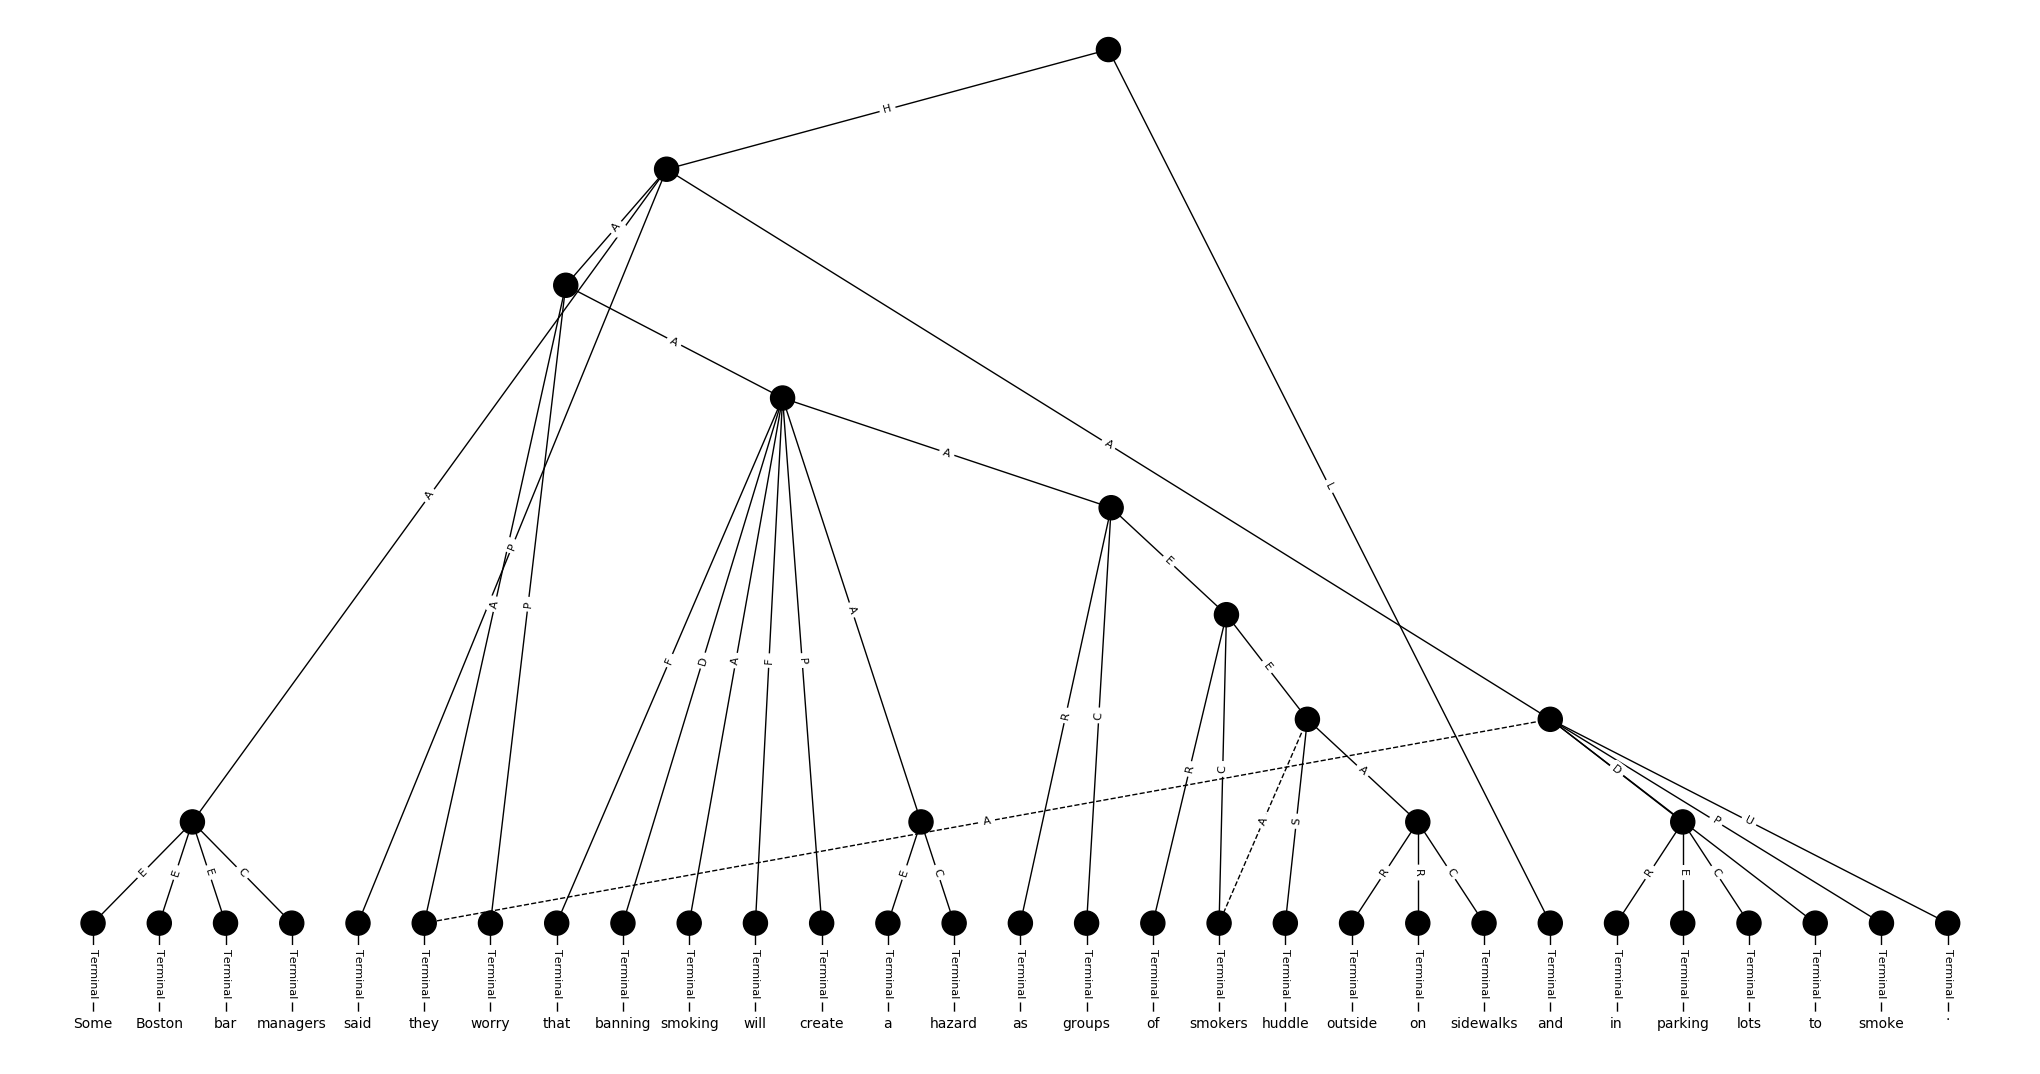 H
A
A
A
A
A
L
P
E
A
P
A
F
D
A
F
P
E
R
C
R
C
A
D
A
S
A
P
U
E
E
E
C
E
C
R
R
C
R
E
C
Terminal Terminal Terminal Terminal Terminal Terminal Terminal Terminal Terminal Terminal Terminal Terminal Terminal Terminal Terminal Terminal Terminal Terminal Terminal Terminal Terminal Terminal Terminal Terminal Terminal Terminal Terminal Terminal Terminal
Some Boston bar managers said they worry that banning smoking will create a hazard as groups of smokers huddle outside on sidewalks and in parking lots to smoke .